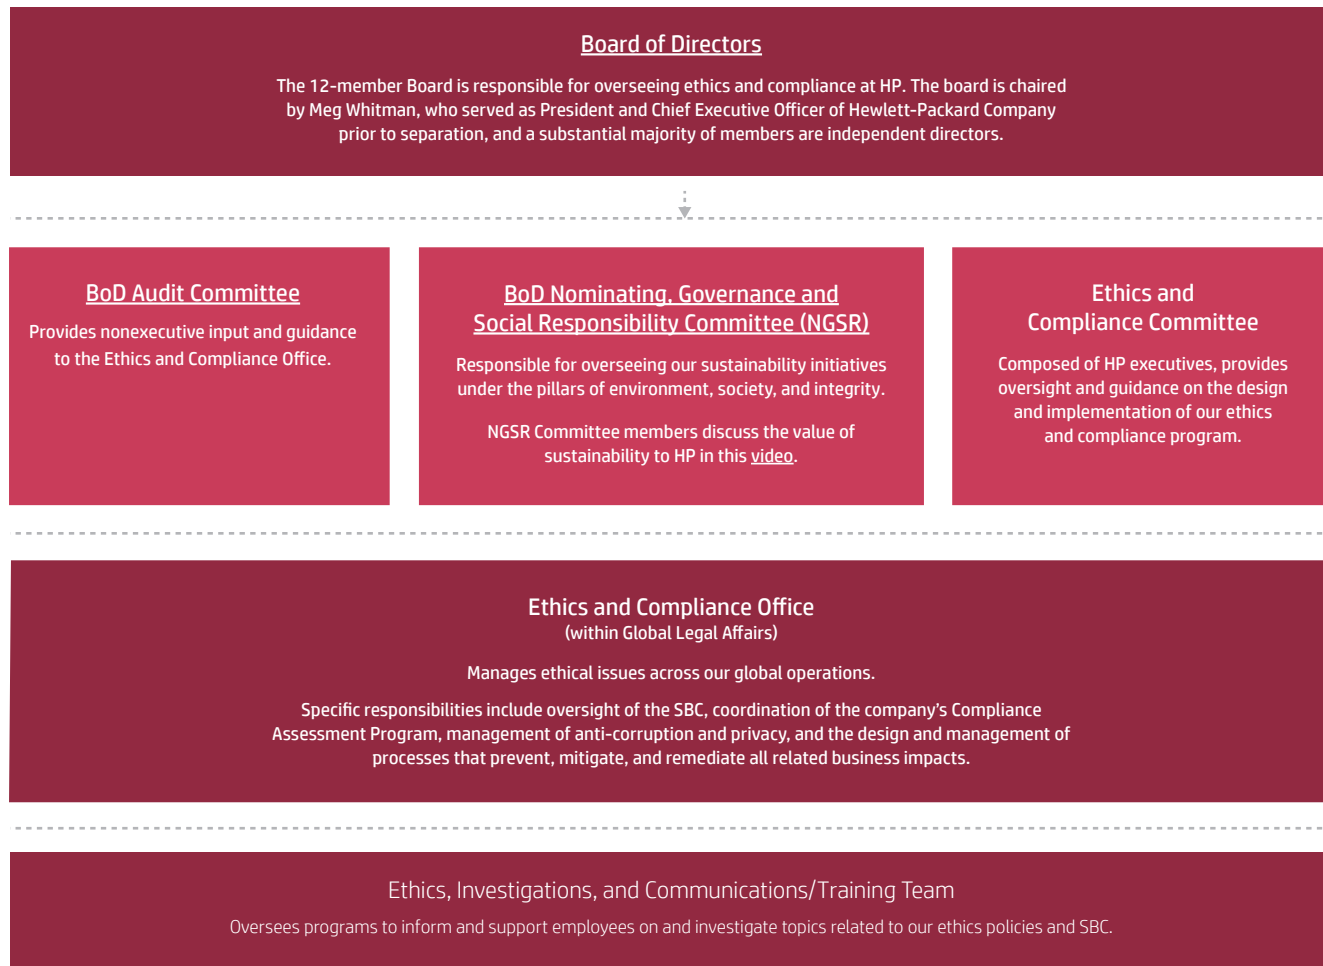 Board of Directors
The 12-member Board is responsible for overseeing ethics and compliance at HP. The board is chaired
by Meg Whitman, who served as President and Chief Executive Officer of Hewlett-Packard Company
prior to separation, and a substantial majority of members are independent directors.
BoD Audit Committee
Provides nonexecutive input and guidance
to the Ethics and Compliance Office.
BoD Nominating, Governance and
Social Responsibility Committee (NGSR)
Responsible for overseeing our sustainability initiatives
under the pillars of environment, society, and integrity.
NGSR Committee members discuss the value of
sustainability to HP in this video.
Ethics and
Compliance Committee
Composed of HP executives, provides
oversight and guidance on the design
and implementation of our ethics
and compliance program.
Ethics and Compliance Office
(within Global Legal Affairs)
Manages ethical issues across our global operations.
Specific responsibilities include oversight of the SBC, coordination of the company’s Compliance
Assessment Program, management of anti-corruption and privacy, and the design and management of
processes that prevent, mitigate, and remediate all related business impacts.
Ethics, Investigations, and Communications/Training Team
Oversees programs to inform and support employees on and investigate topics related to our ethics policies and SBC.